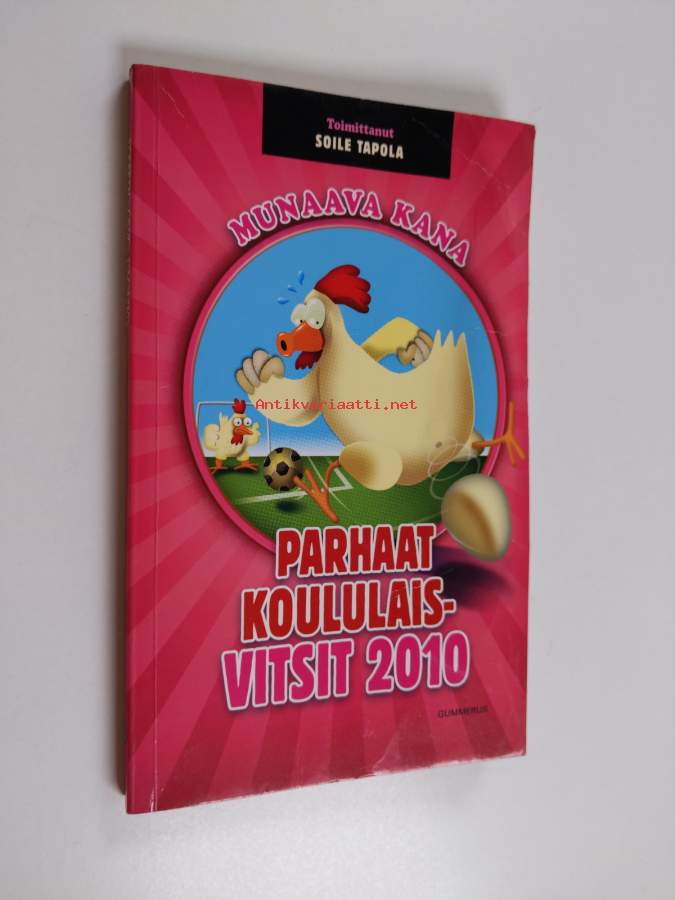 Toimittanut
SOILE TAPOLA
MUNAAVA KANA
Antikvariaatti.net
PARHAAT
KOULULAIS-
VITSIT 2010
GUMMERUS